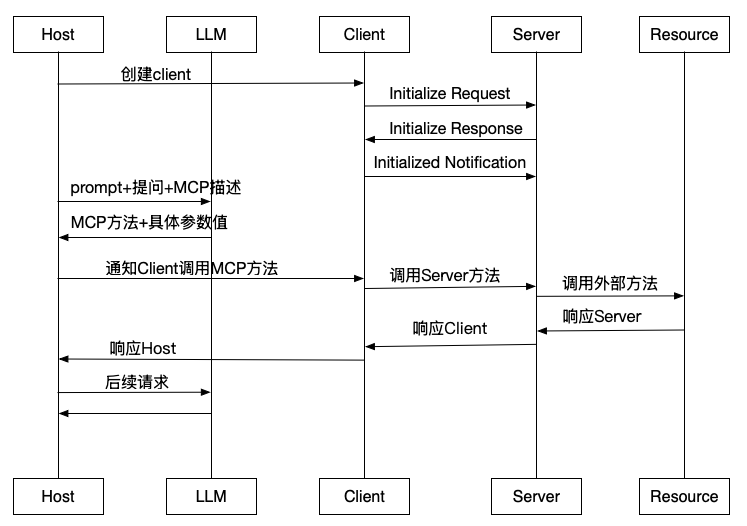 Host
LLM
Client
Server
Resource
创建client
Initialize Request
Initialize Response
Initialized Notification
prompt+提问+MCP描述
MCP方法+具体参数值
通知Client调用MCP方法
调用Server方法
调用外部方法
响应Server
响应Client
响应Host
后续请求
Host
LLM
Client
Server
Resource